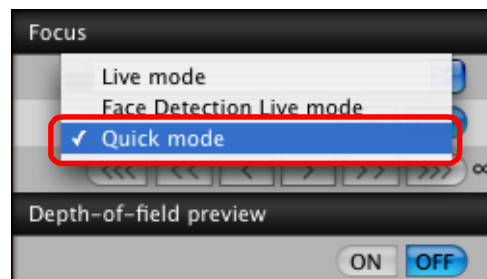 Focus
Live mode
Face Detection Live mode
✓ Quick mode
<<< << < > >> >>> ∞
Depth-of-field preview
ON OFF